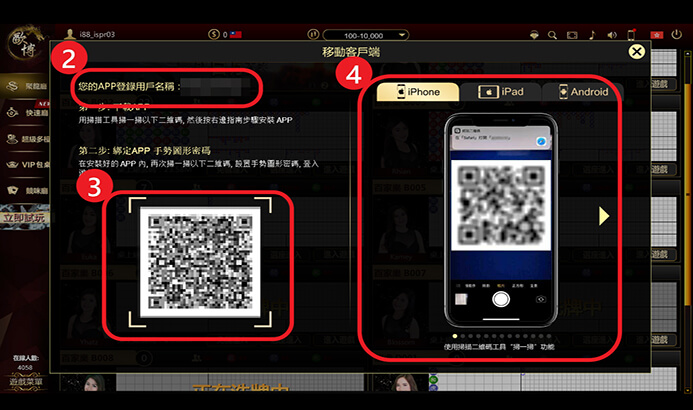 歐博
i88_ispr03
0
100-10,000
移動客戶端
2
您的APP登錄用戶名稱：
第一步: 下載APP
用掃描工具掃一掃以下二維碼, 然後按右邊指南步驟安裝 APP
第二步: 綁定APP 手勢圖形密碼
在安裝好的 APP 內, 再次掃一掃以下二維碼, 設置手勢圖形密碼, 登入
3
4
iPhone
iPad
Android
使用掃描二維碼工具 “掃一掃” 功能
快速廳
超級多檯
VIP包桌
競咪廳
立即試玩
在線人數:
4058
遊戲菜單
遊戲
遊戲
遊戲
遊戲
正在洗牌中